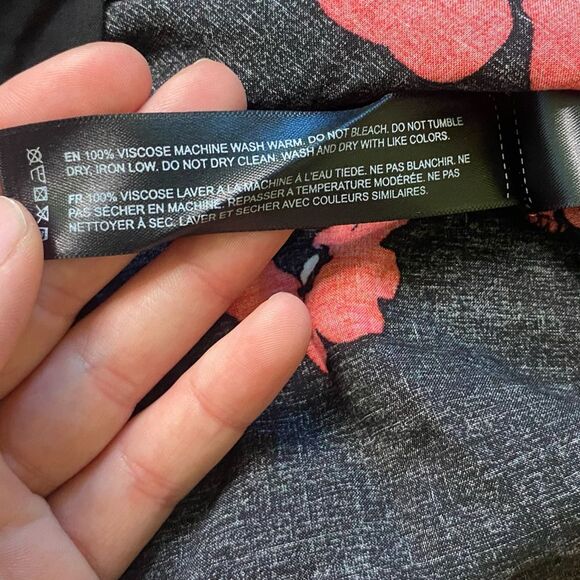 EN 100% VISCOSE MACHINE WASH WARM. DO NOT BLEACH. DO NOT TUMBLE
DRY, IRON LOW. DO NOT DRY CLEAN. WASH AND DRY WITH LIKE COLORS.
FR 100% VISCOSE LAVER A LA MACHINE À L'EAU TIEDE. NE PAS BLANCHIR. NE
PAS SÉCHER EN MACHINE. REPASSER A TEMPERATURE MODÉRÉE. NE PAS
NETTOYER À SEC. LAVER ET SECHER AVEC COULEURS SIMILAIRES.